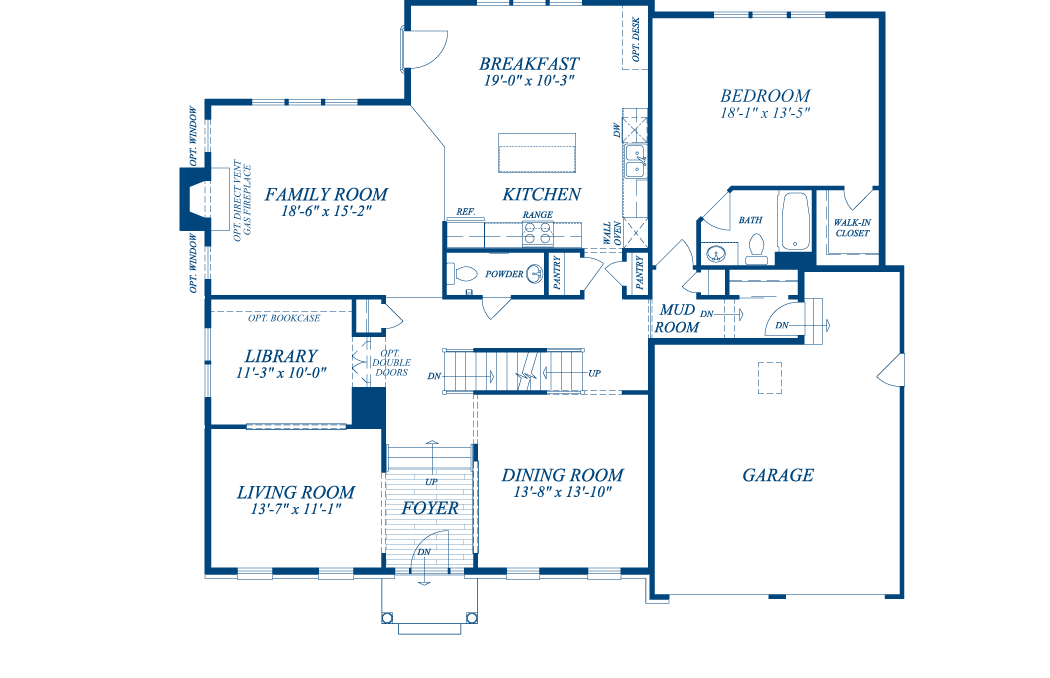 OPT. DESK
BREAKFAST
19'-0" x 10'-3"
BEDROOM
18'-1" x 13'-5"
OPT. WINDOW
DW
OPT. DIRECT VENT
GAS FIREPLACE
FAMILY ROOM
18'-6" x 15'-2"
KITCHEN
REF.
RANGE
WALL
OVEN
BATH
WALK-IN
CLOSET
OPT. WINDOW
POWDER
PANTRY
PANTRY
OPT. BOOKCASE
MUD
ROOM
DN
DN
LIBRARY
11'-3" x 10'-0"
OPT.
DOUBLE
DOORS
DN
UP
LIVING ROOM
13'-7" x 11'-1"
UP
FOYER
DN
DINING ROOM
13'-8" x 13'-10"
GARAGE